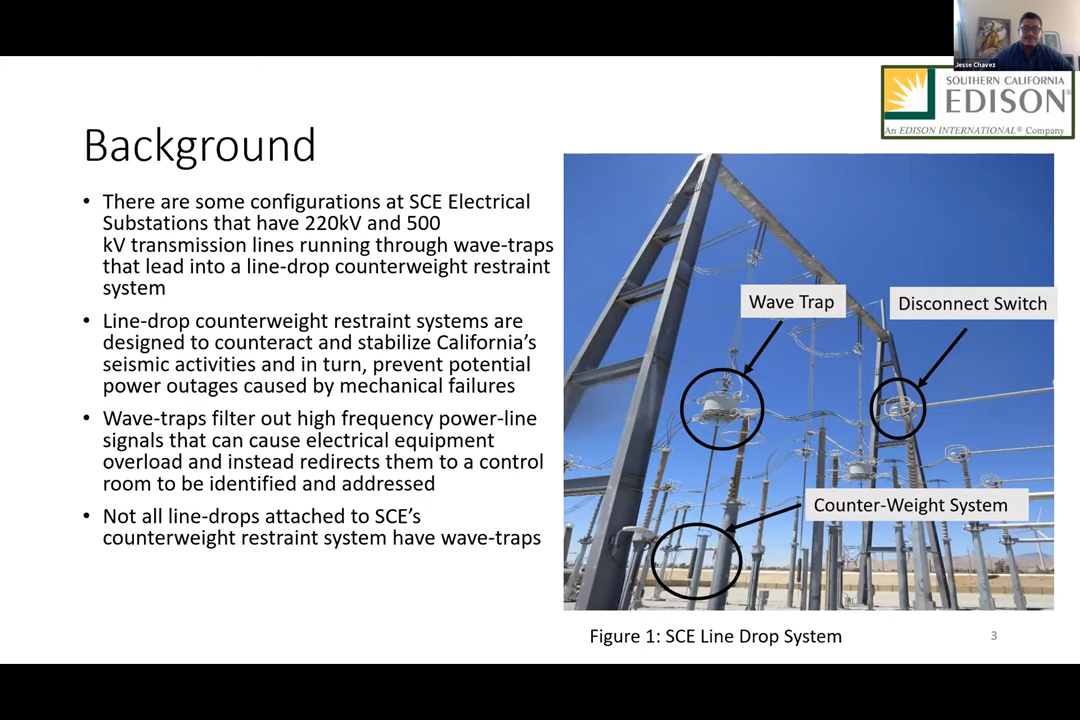 Jesse Chavez
SOUTHERN CALIFORNIA
EDISON®
An EDISON INTERNATIONAL® Company
Background
• There are some configurations at SCE Electrical
Substations that have 220kV and 500
kV transmission lines running through wave-traps
that lead into a line-drop counterweight restraint
system
• Line-drop counterweight restraint systems are
designed to counteract and stabilize California’s
seismic activities and in turn, prevent potential
power outages caused by mechanical failures
• Wave-traps filter out high frequency power-line
signals that can cause electrical equipment
overload and instead redirects them to a control
room to be identified and addressed
• Not all line-drops attached to SCE’s
counterweight restraint system have wave-traps
Wave Trap
Disconnect Switch
Counter-Weight System
Figure 1: SCE Line Drop System
3